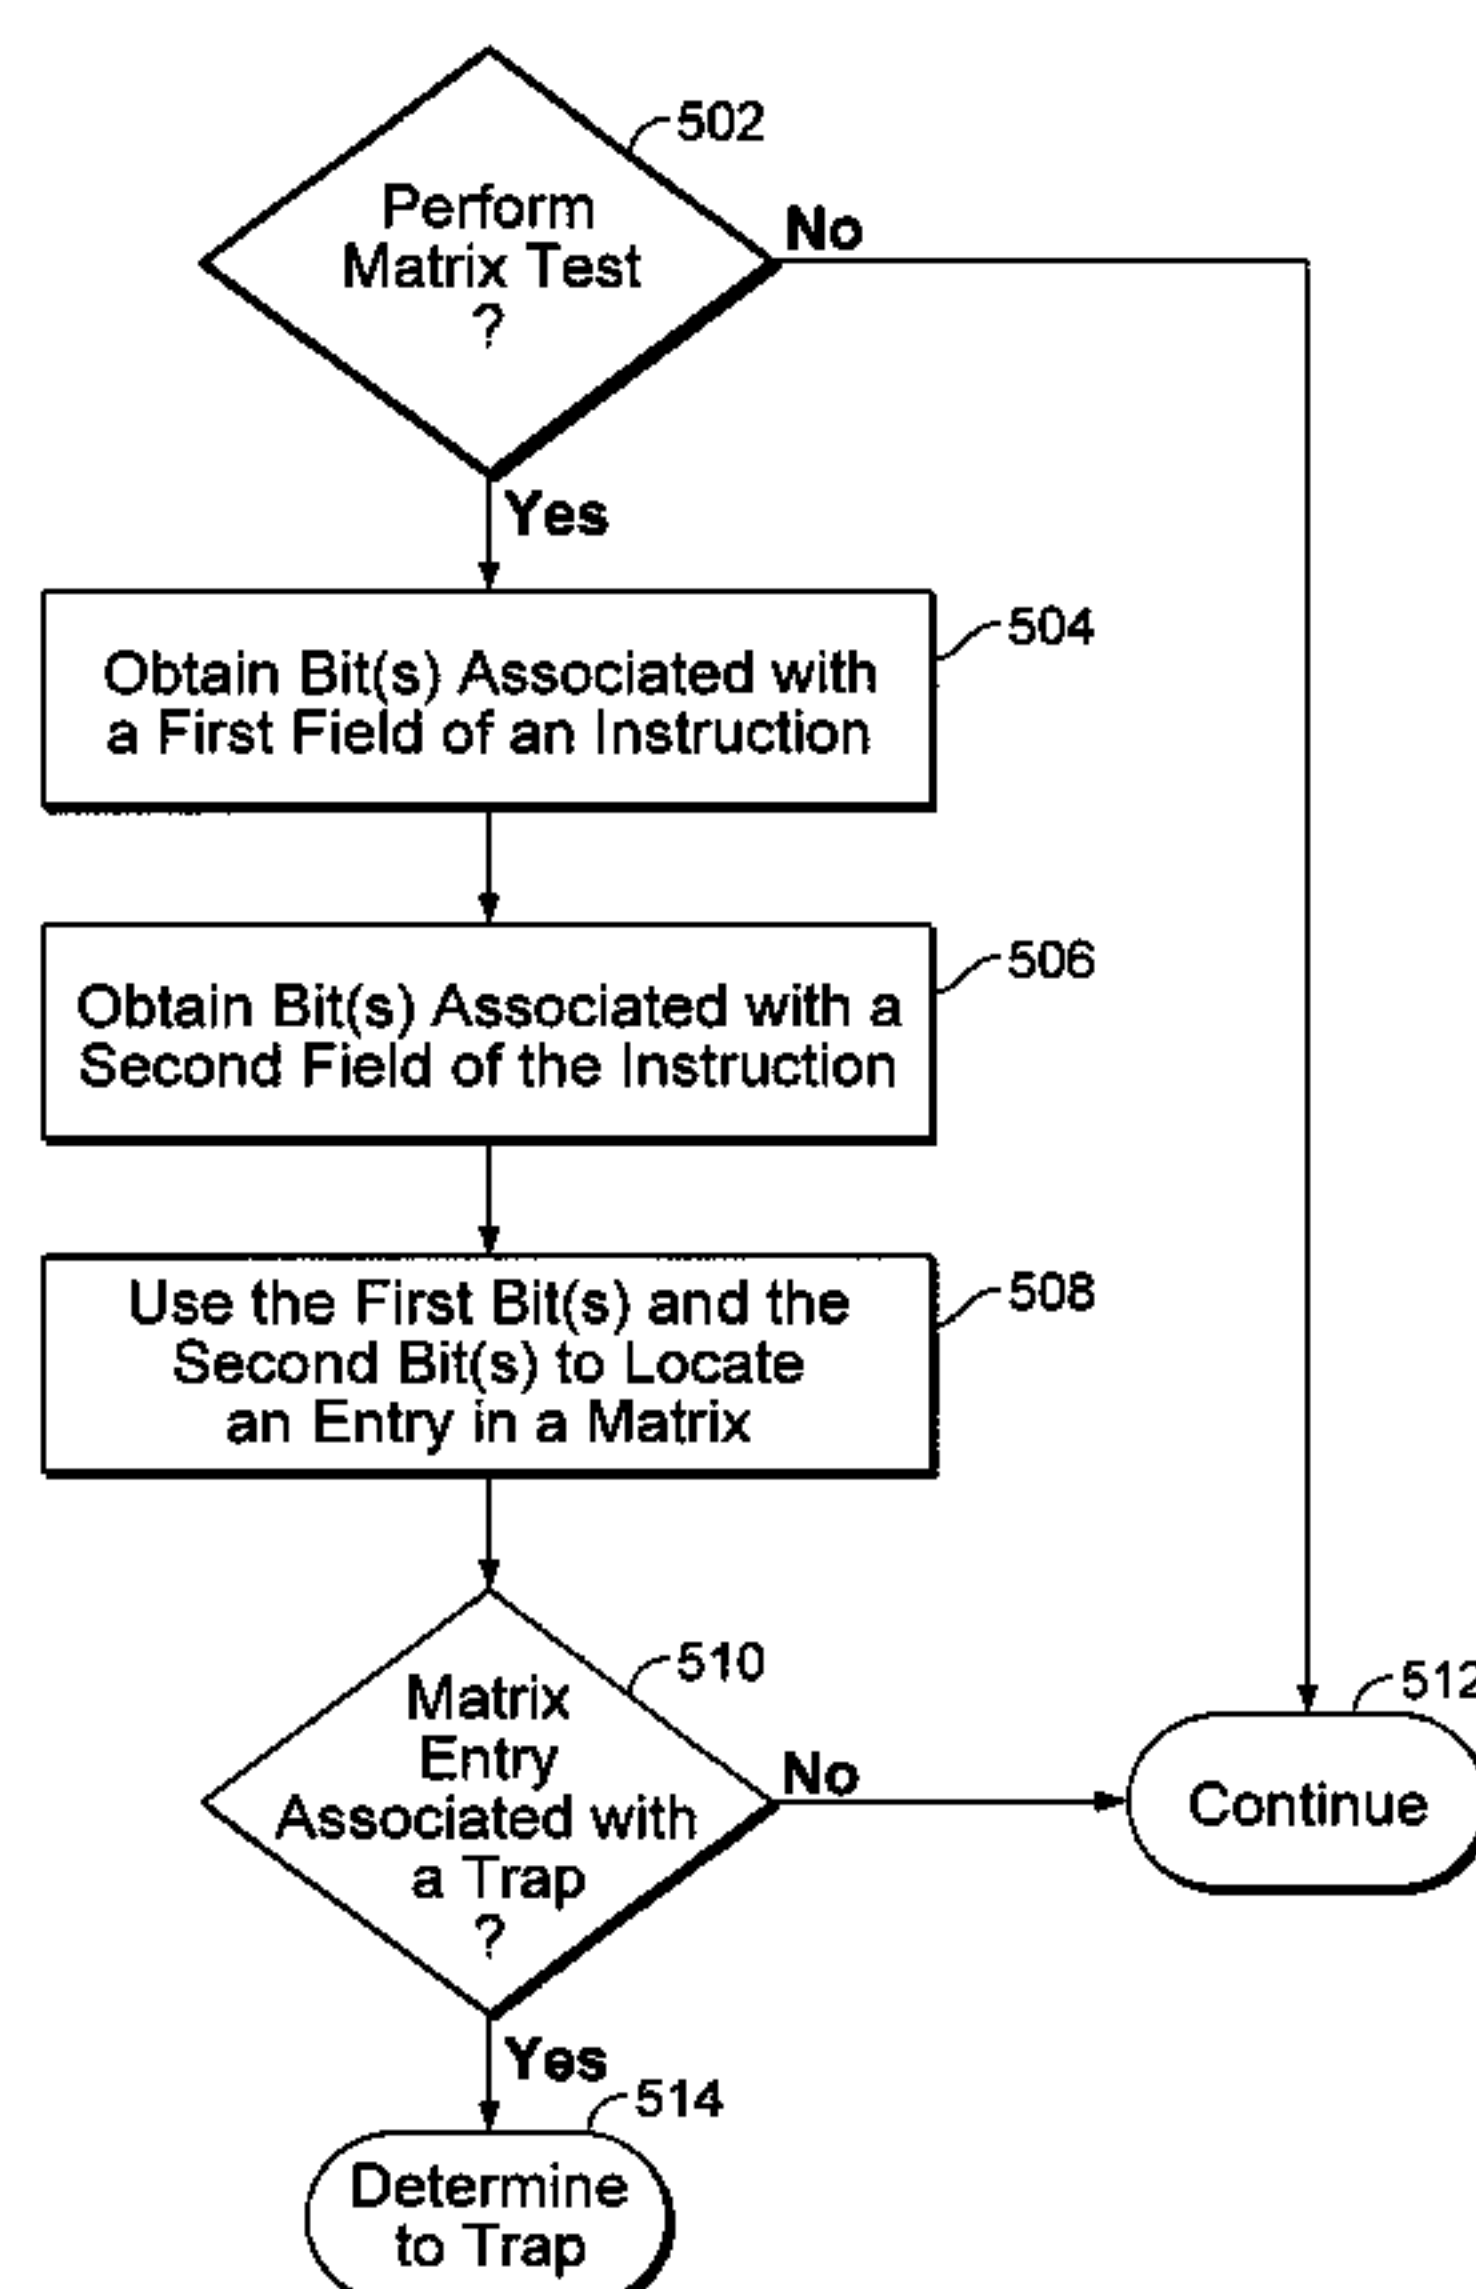 502
Perform
Matrix Test
?
No
Yes
504
Obtain Bit(s) Associated with
a First Field of an Instruction
506
Obtain Bit(s) Associated with a
Second Field of the Instruction
508
Use the First Bit(s) and the
Second Bit(s) to Locate
an Entry in a Matrix
510
Matrix
Entry
Associated with
a Trap
?
No
512
Continue
Yes
514
Determine
to Trap